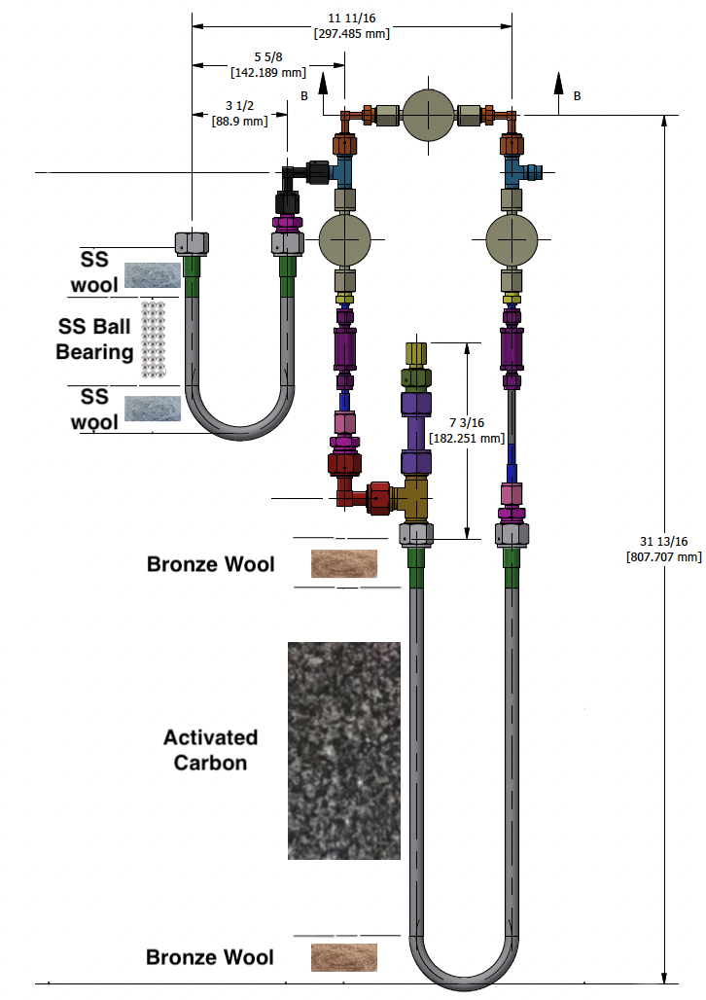 11 11/16
[297.485 mm]
5 5/8
[142.189 mm]
B
B
3 1/2
[88.9 mm]
SS
wool
SS Ball
Bearing
SS
wool
7 3/16
[182.251 mm]
31 13/16
[807.707 mm]
Bronze Wool
Activated
Carbon
Bronze Wool